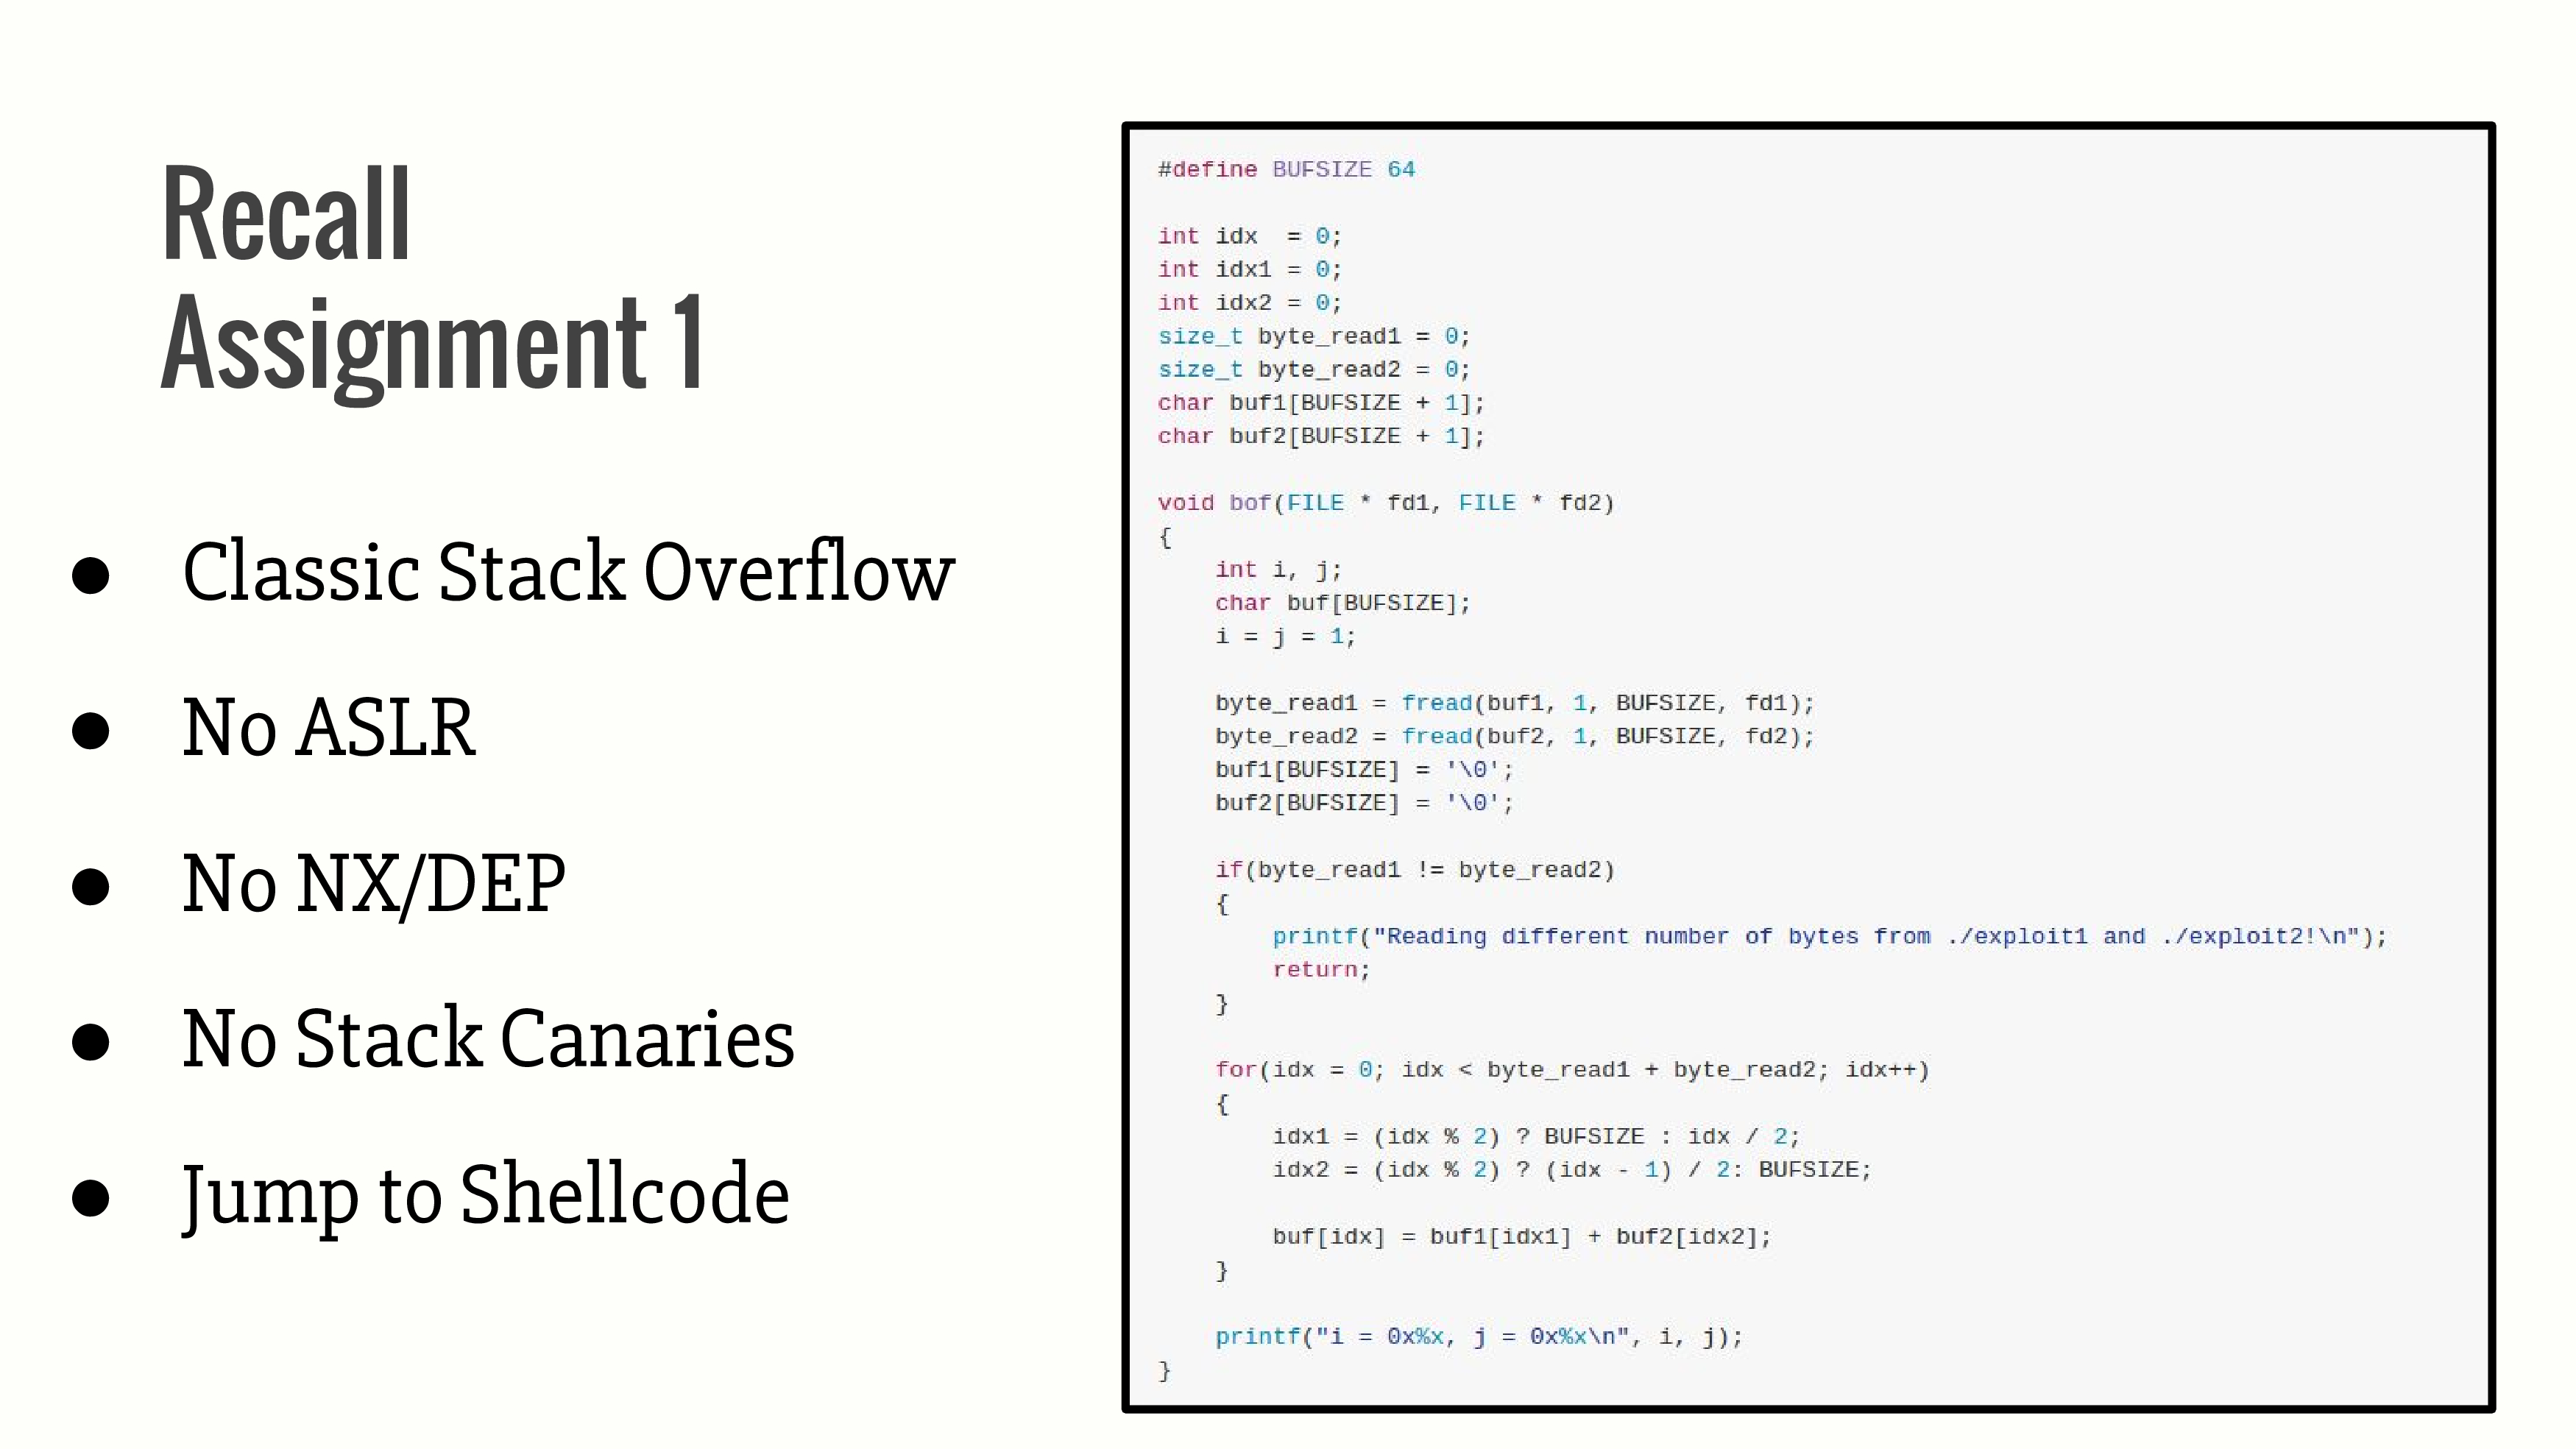 Recall
Assignment 1
● Classic Stack Overflow
● No ASLR
● No NX/DEP
● No Stack Canaries
● Jump to Shellcode
#define BUFSIZE 64

int idx  = 0;
int idx1 = 0;
int idx2 = 0;
size_t byte_read1 = 0;
size_t byte_read2 = 0;
char buf1[BUFSIZE + 1];
char buf2[BUFSIZE + 1];

void bof(FILE * fd1, FILE * fd2)
{
    int i, j;
    char buf[BUFSIZE];
    i = j = 1;

    byte_read1 = fread(buf1, 1, BUFSIZE, fd1);
    byte_read2 = fread(buf2, 1, BUFSIZE, fd2);
    buf1[BUFSIZE] = '\0';
    buf2[BUFSIZE] = '\0';

    if(byte_read1 != byte_read2)
    {
        printf("Reading different number of bytes from ./exploit1 and ./exploit2!\n");
        return;
    }

    for(idx = 0; idx < byte_read1 + byte_read2; idx++)
    {
        idx1 = (idx % 2) ? BUFSIZE : idx / 2;
        idx2 = (idx % 2) ? (idx - 1) / 2: BUFSIZE;

        buf[idx] = buf1[idx1] + buf2[idx2];
    }

    printf("i = 0x%x, j = 0x%x\n", i, j);
}